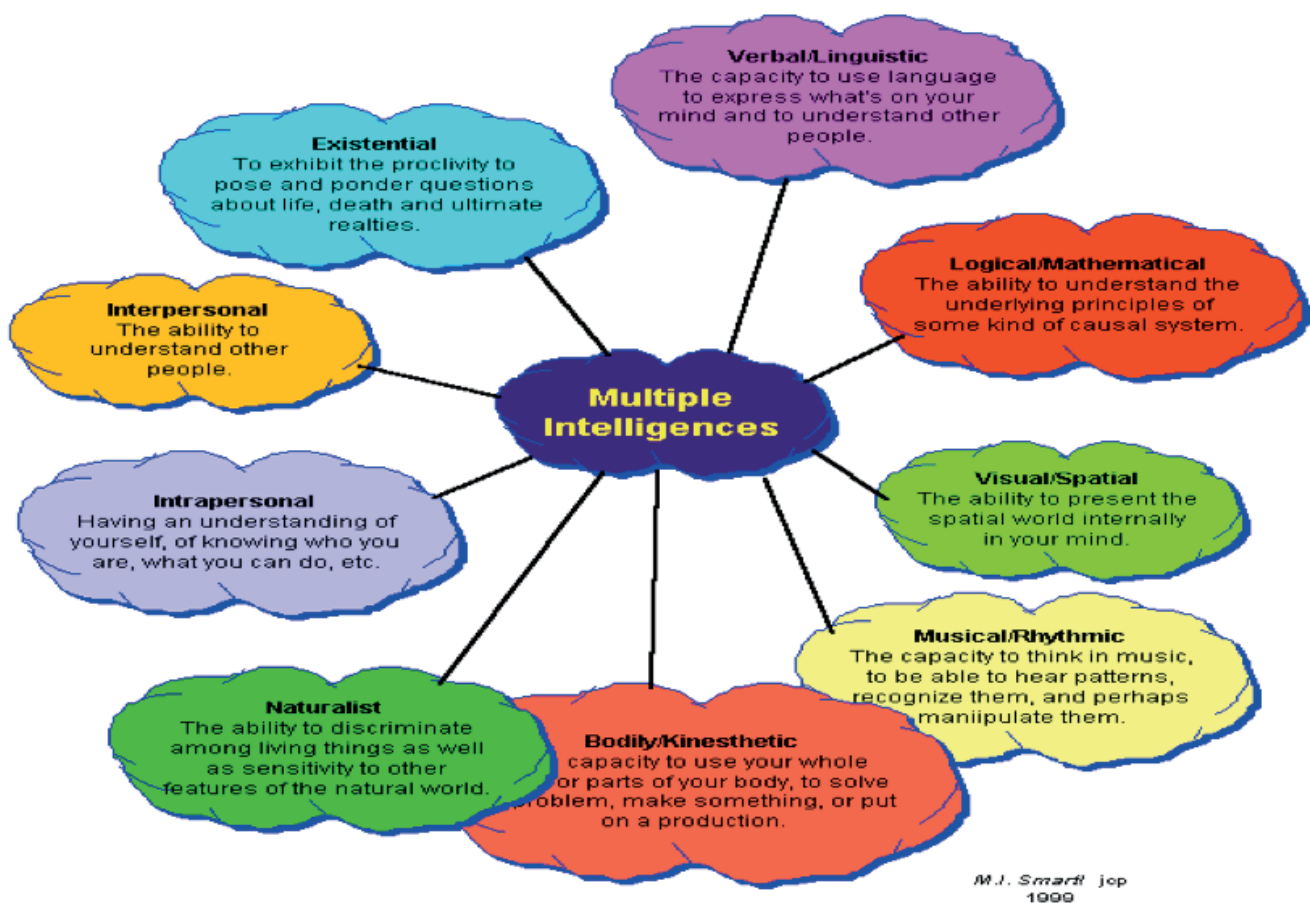 Verbal/Linguistic
The capacity to use language
to express what's on your
mind and to understand other
people.
Existential
To exhibit the proclivity to
pose and ponder questions
about life, death and ultimate
realties.
Logical/Mathematical
The ability to understand the
underlying principles of
some kind of causal system.
Interpersonal
The ability to
understand other
people.
Multiple
Intelligences
Visual/Spatial
The ability to present the
spatial world internally
in your mind.
Intrapersonal
Having an understanding of
yourself, of knowing who you
are, what you can do, etc.
Musical/Rhythmic
The capacity to think in music,
to be able to hear patterns,
recognize them, and perhaps
maniipulate them.
Naturalist
The ability to discriminate
among living things as well
as sensitivity to other
features of the natural world.
Bodily/Kinesthetic
capacity to use your whole
or parts of your body, to solve
roblem, make something, or put
on a production.
M.I. Smart! jcp
1999